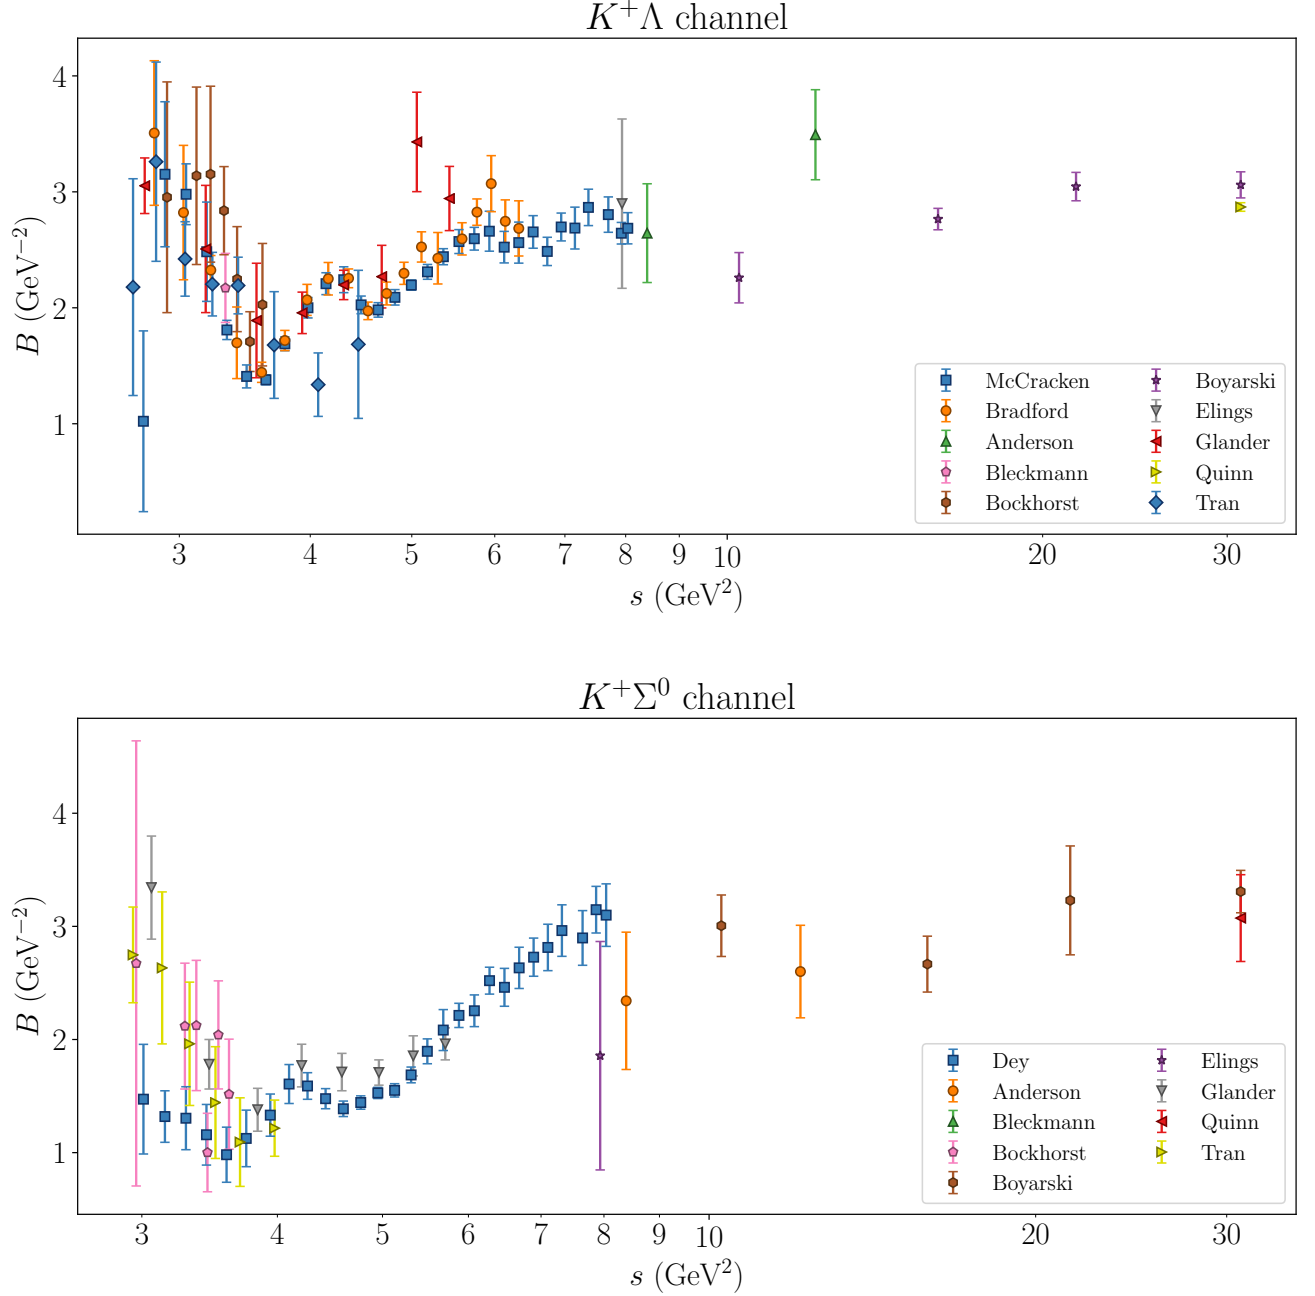 K⁺Λ channel
4
3
2
1
B (GeV⁻²)
McCracken
Bradford
Anderson
Bleckmann
Bockhorst
Boyarski
Elings
Glander
Quinn
Tran
3 4 5 6 7 8 9 10 20 30
s (GeV²)
K⁺Σ⁰ channel
4
3
2
1
B (GeV⁻²)
Dey
Anderson
Bleckmann
Bockhorst
Boyarski
Elings
Glander
Quinn
Tran
3 4 5 6 7 8 9 10 20 30
s (GeV²)